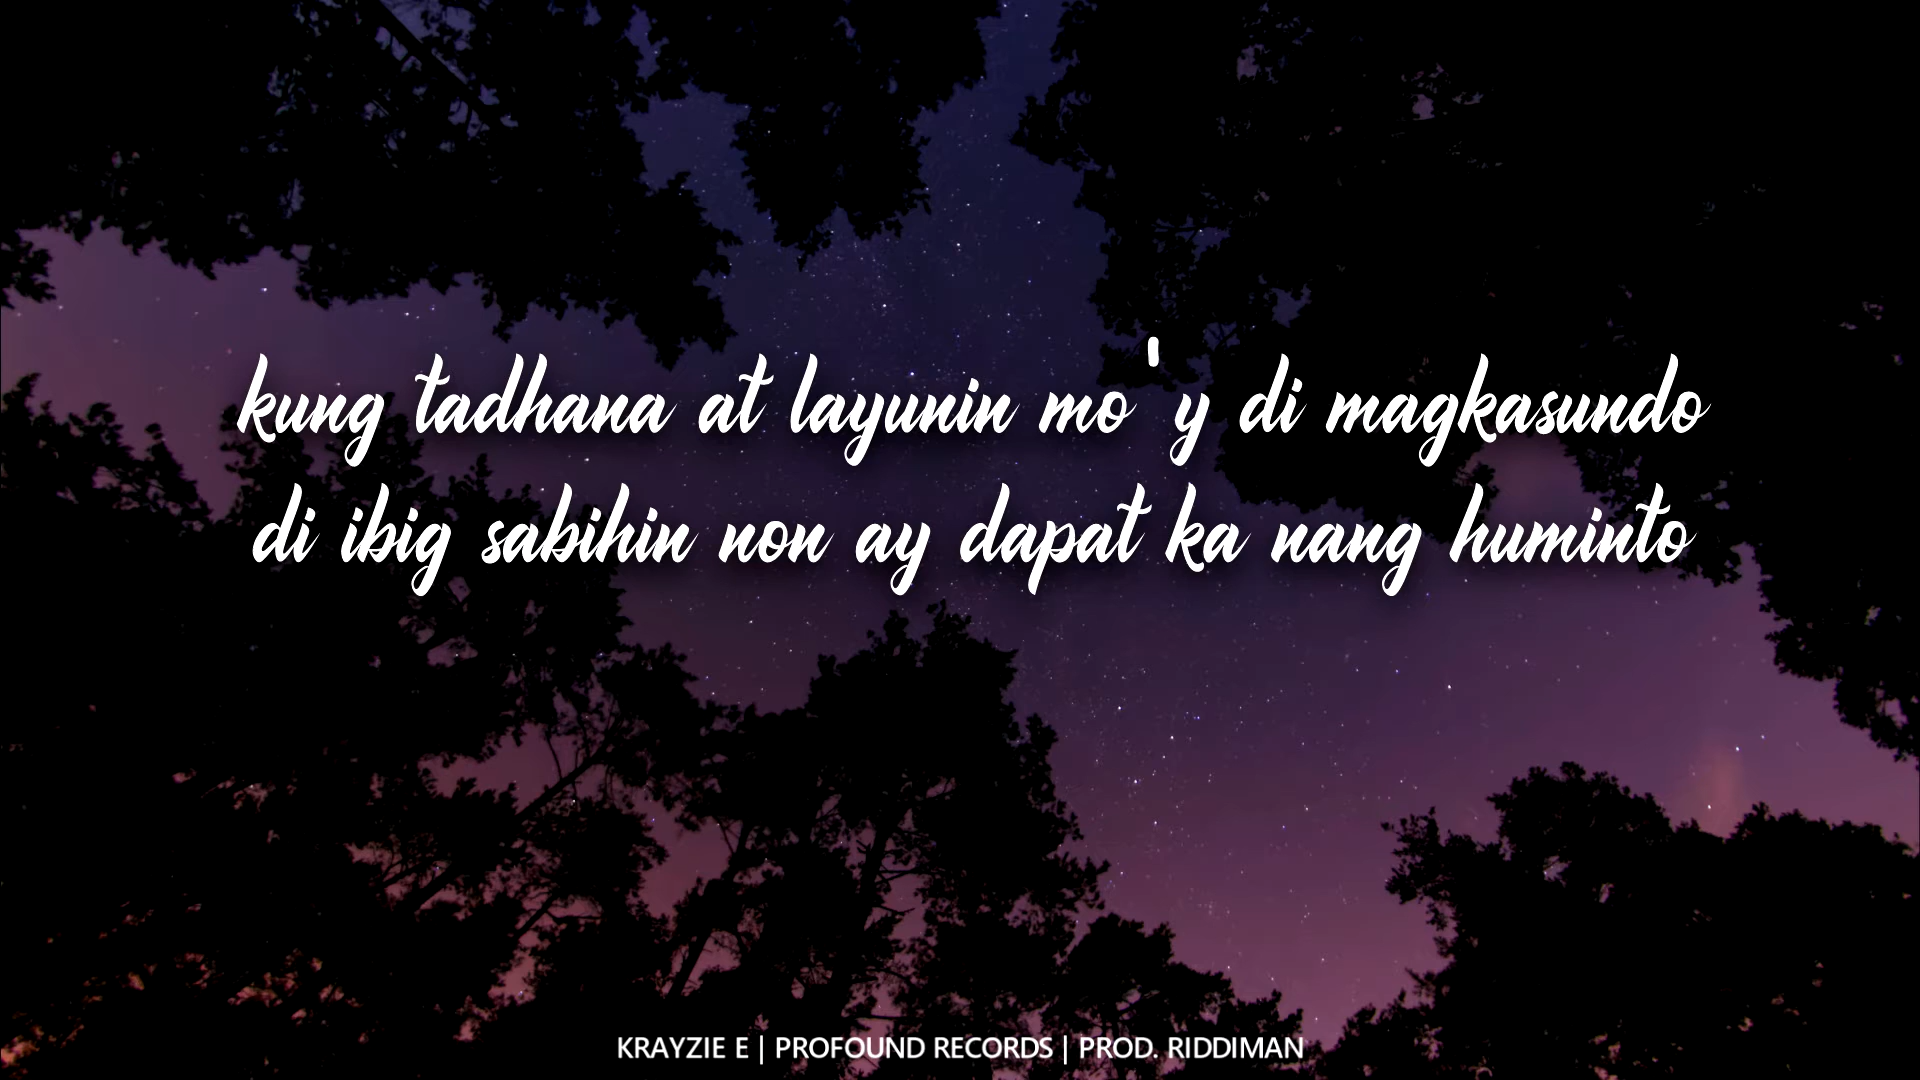 kung tadhana at layunin mo'y di magkasundo
di ibig sabihin non ay dapat ka nang huminto
KRAYZIE E | PROFOUND RECORDS | PROD. RIDDIMAN